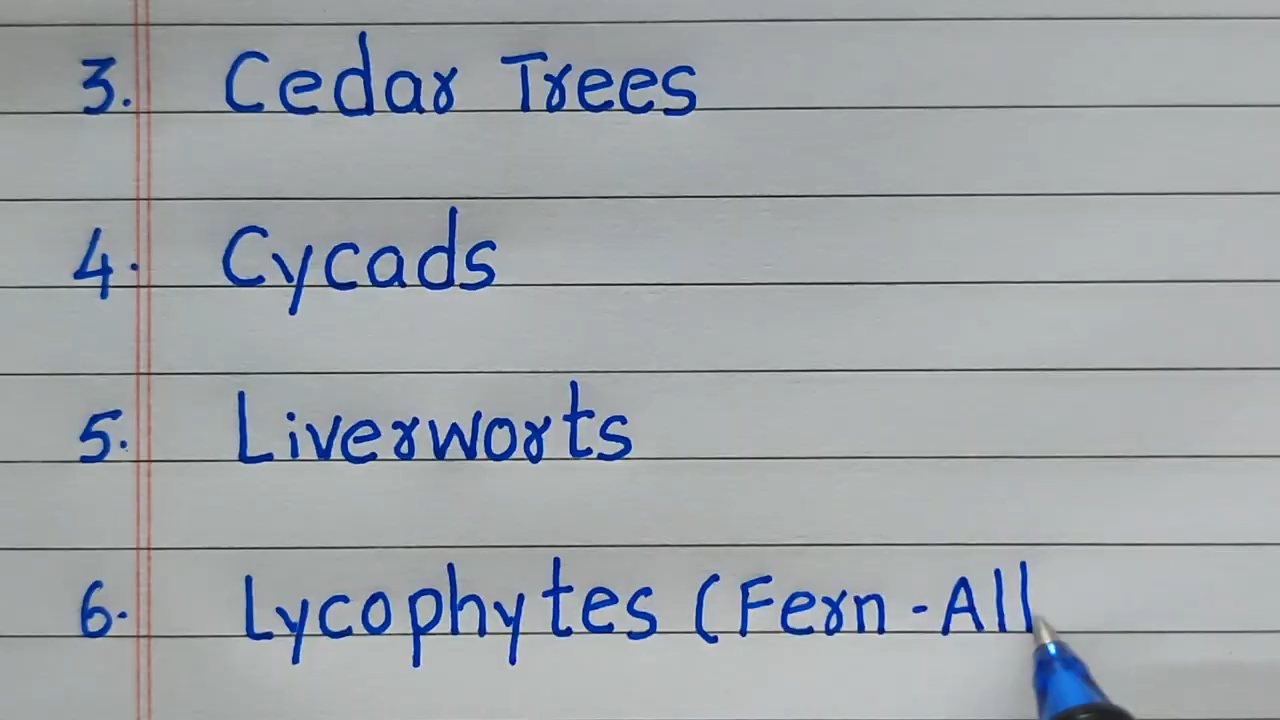 3. Cedar Trees
4. Cycads
5. Liverworts
6. Lycophytes (Fern-All